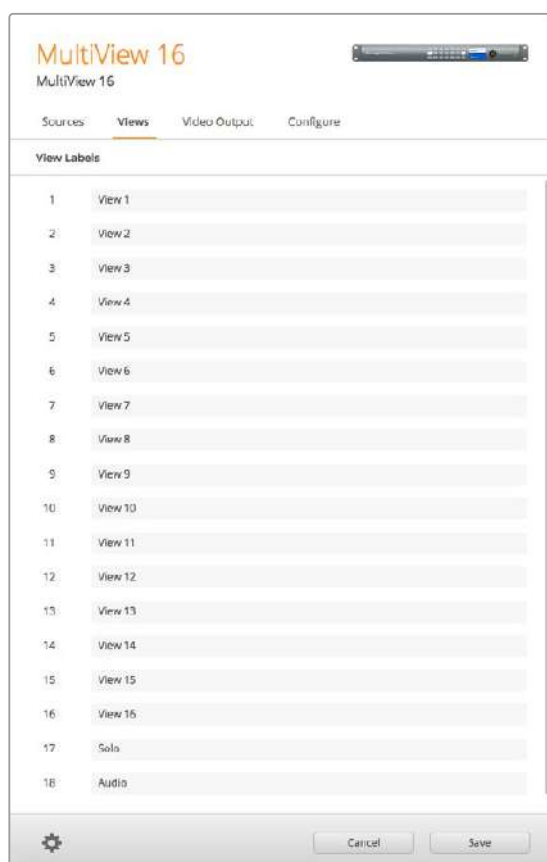 MultiView 16
MultiView 16
Sources Views Video Output Configure
View Labels
1 View 1
2 View 2
3 View 3
4 View 4
5 View 5
6 View 6
7 View 7
8 View 8
9 View 9
10 View 10
11 View 11
12 View 12
13 View 13
14 View 14
15 View 15
16 View 16
17 Solo
18 Audio
Cancel Save